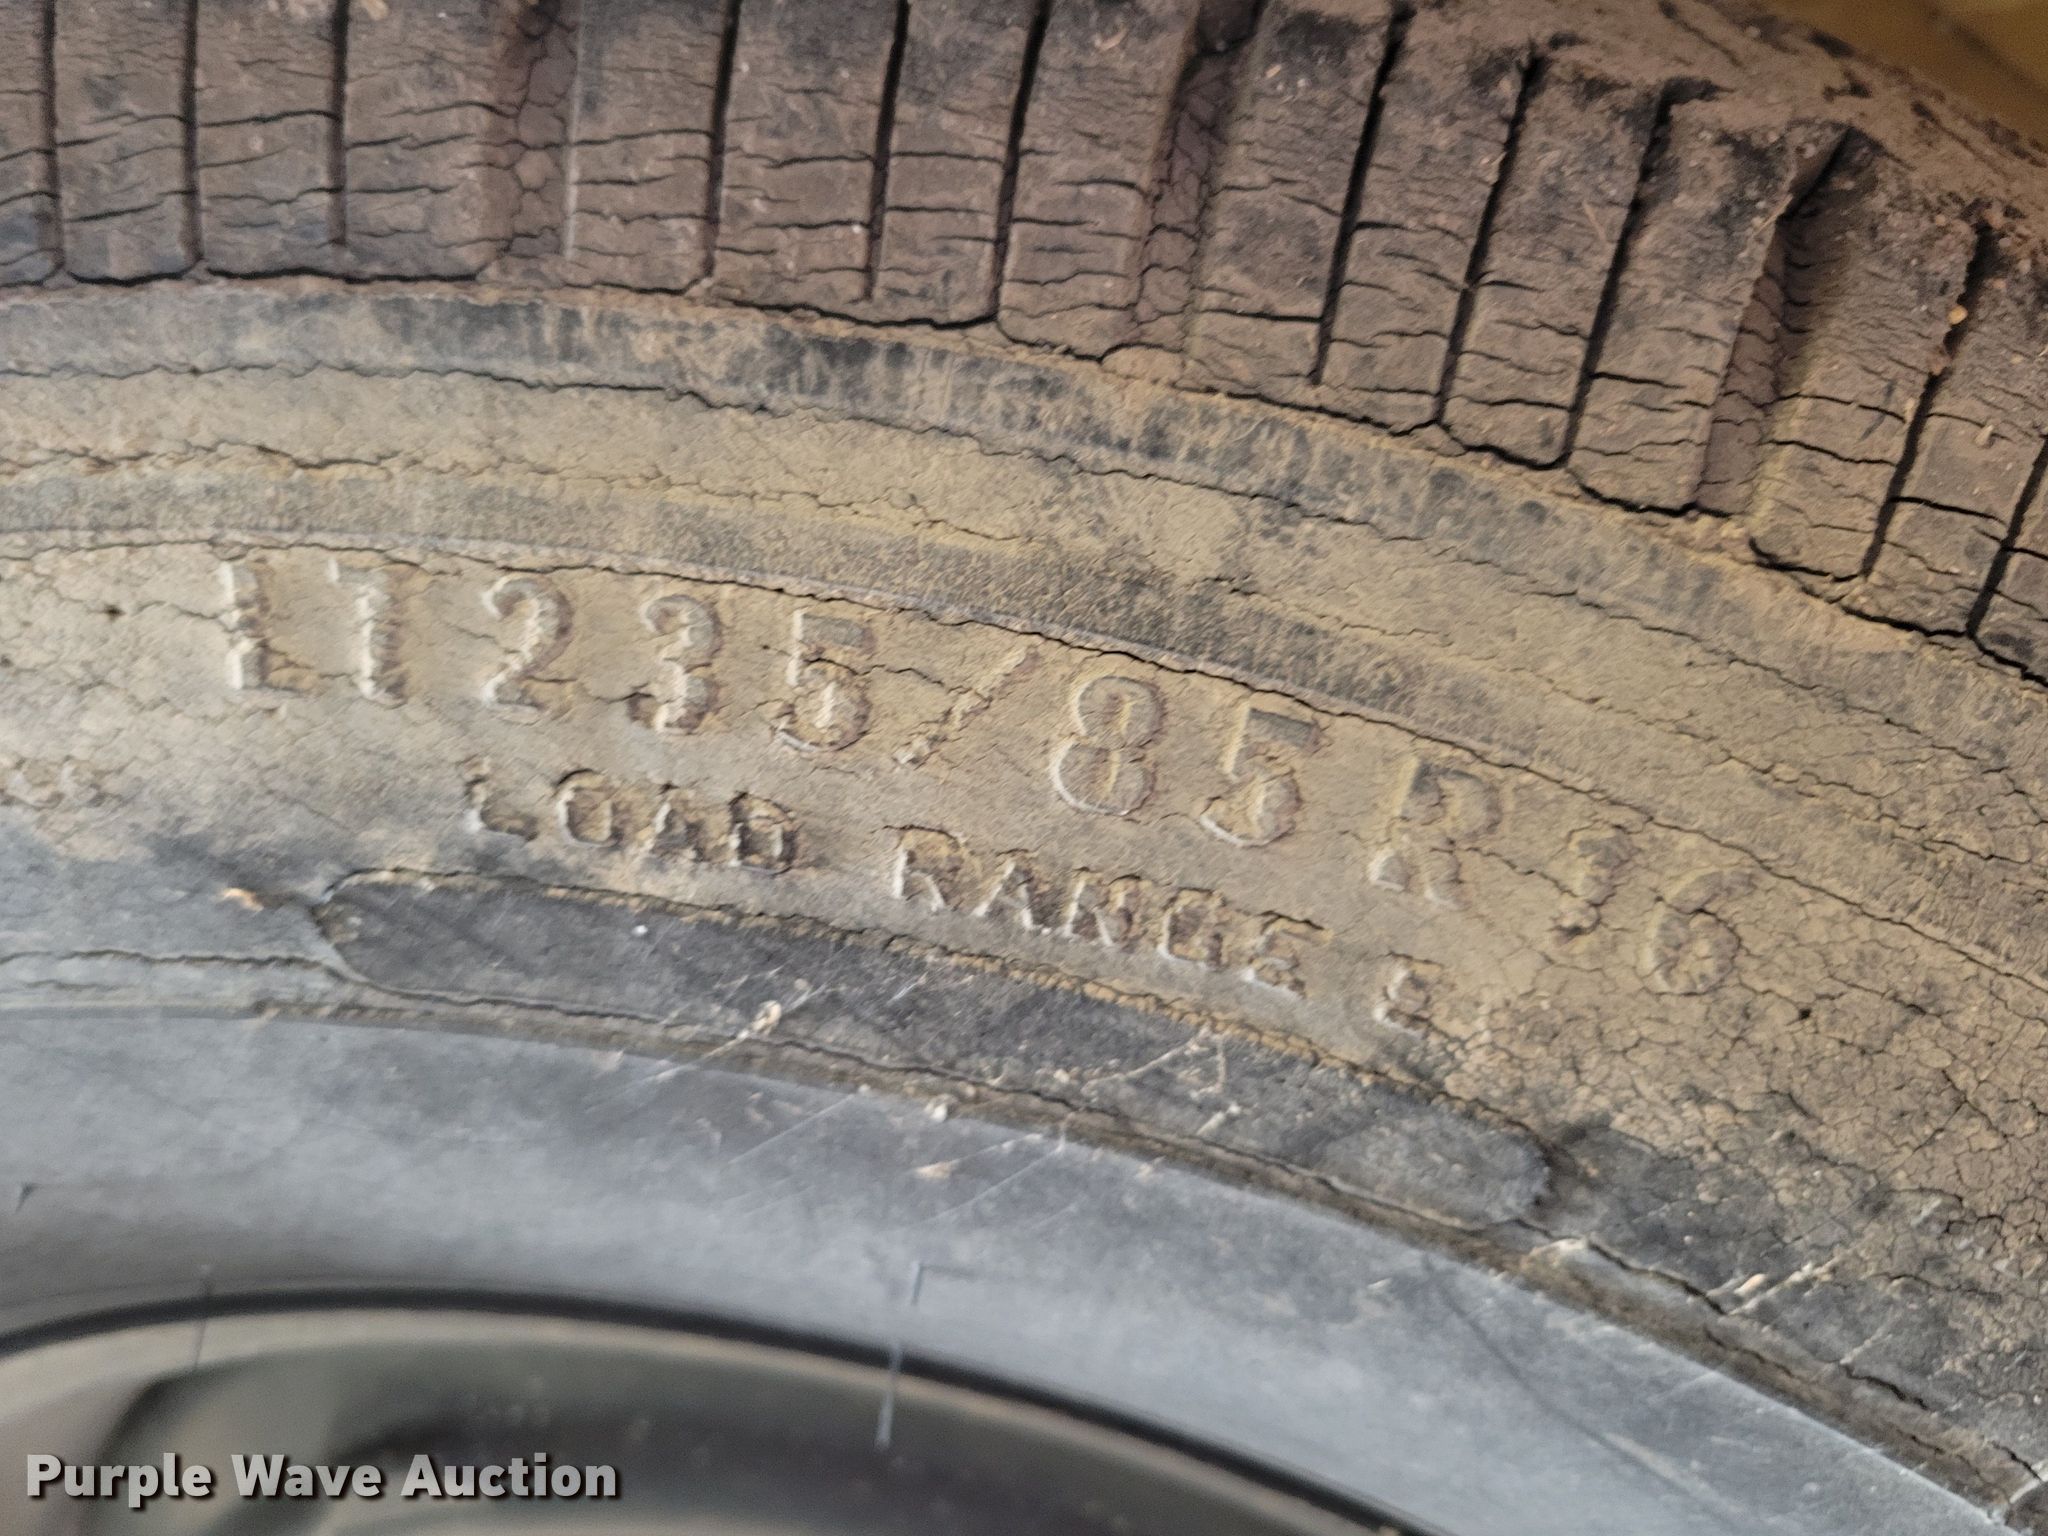 LT235/85R16
LOAD RANGE E
Purple Wave Auction